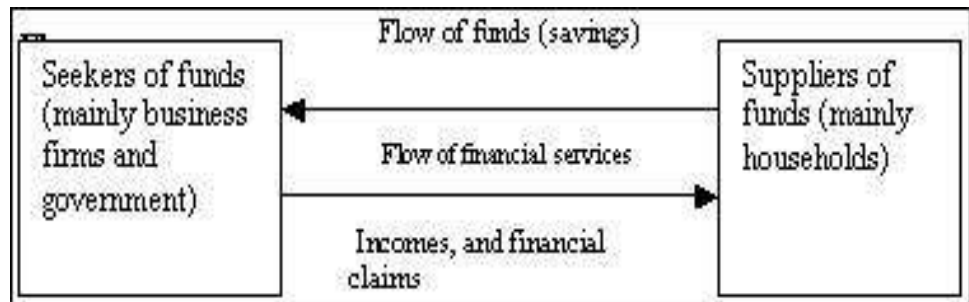 Flow of funds (savings)
Seekers of funds
(mainly business
firms and
government)
Suppliers of
funds (mainly
households)
Flow of financial services
Incomes, and financial
claims